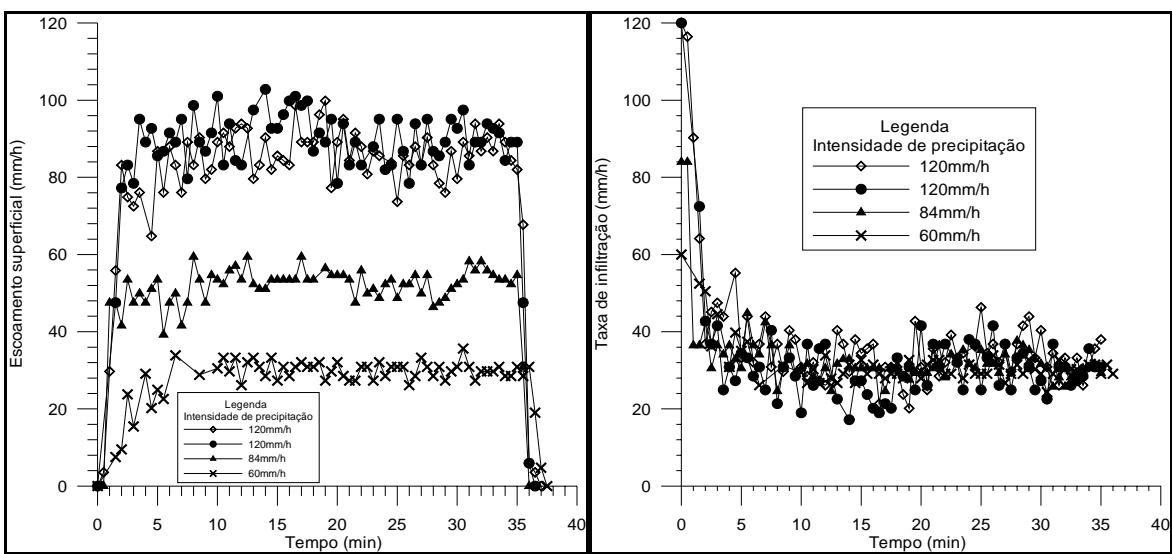 120
100
80
60
40
20
0
Escoamento superficial (mm/h)
Legenda
Intensidade de precipitação
120mm/h
120mm/h
84mm/h
60mm/h
0 5 10 15 20 25 30 35 40
Tempo (min)
120
100
80
60
40
20
0
Taxa de infiltração (mm/h)
Legenda
Intensidade de precipitação
120mm/h
120mm/h
84mm/h
60mm/h
0 5 10 15 20 25 30 35 40
Tempo (min)